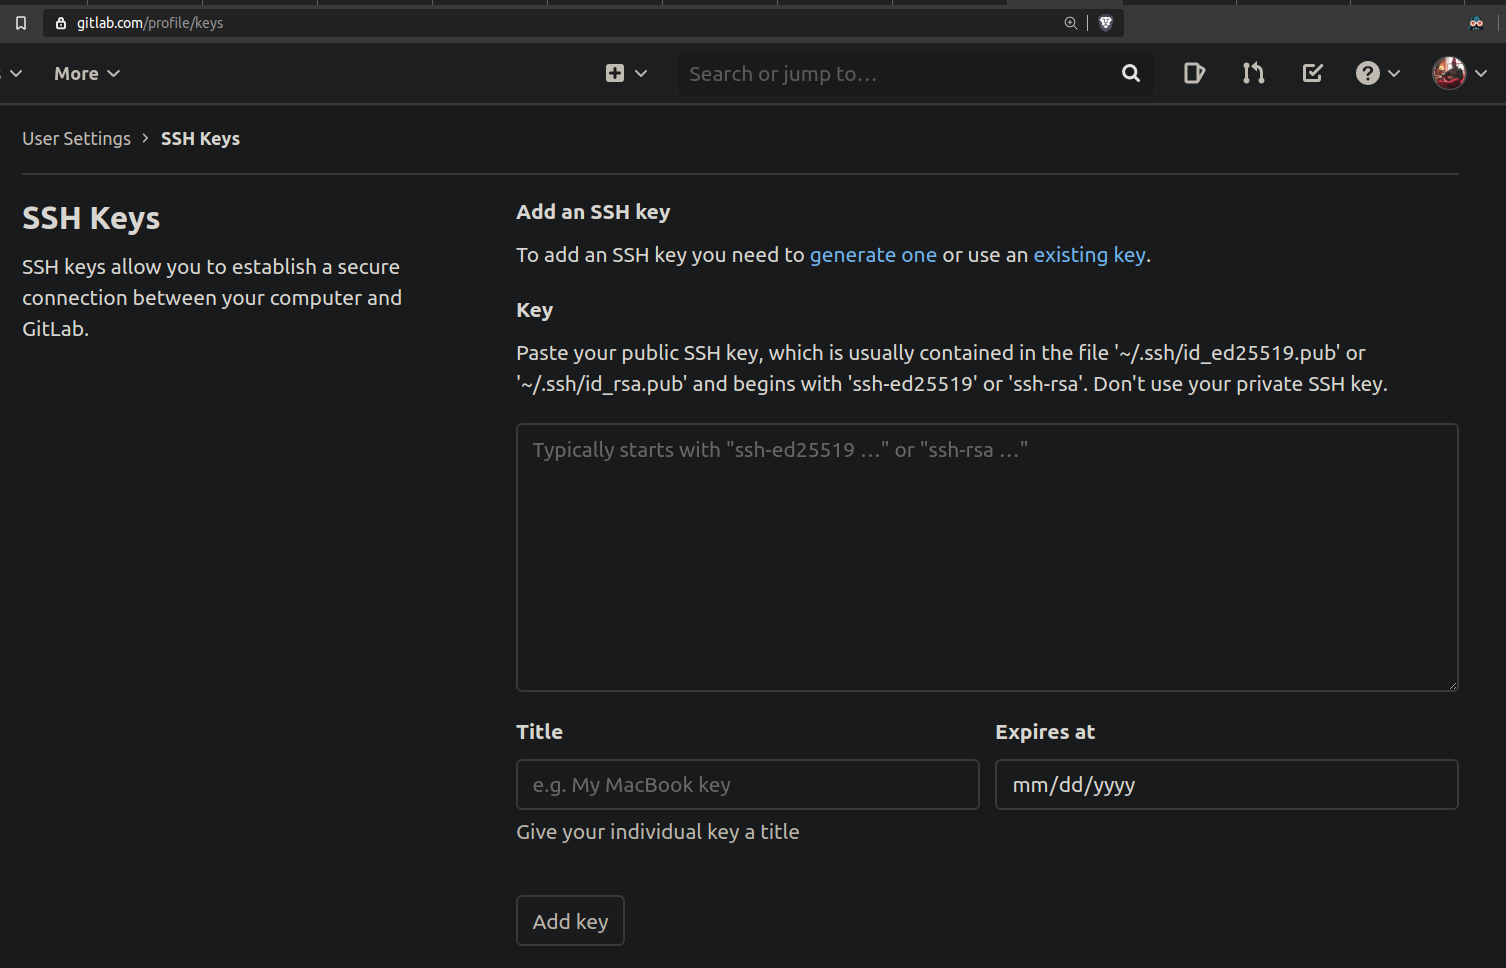 gitlab.com/profile/keys
More
Search or jump to…
User Settings › SSH Keys
SSH Keys
SSH keys allow you to establish a secure
connection between your computer and
GitLab.
Add an SSH key
To add an SSH key you need to generate one or use an existing key.
Key
Paste your public SSH key, which is usually contained in the file '~/.ssh/id_ed25519.pub' or
'~/.ssh/id_rsa.pub' and begins with 'ssh-ed25519' or 'ssh-rsa'. Don't use your private SSH key.
Typically starts with "ssh-ed25519 …" or "ssh-rsa …"
Title
Expires at
e.g. My MacBook key
mm/dd/yyyy
Give your individual key a title
Add key